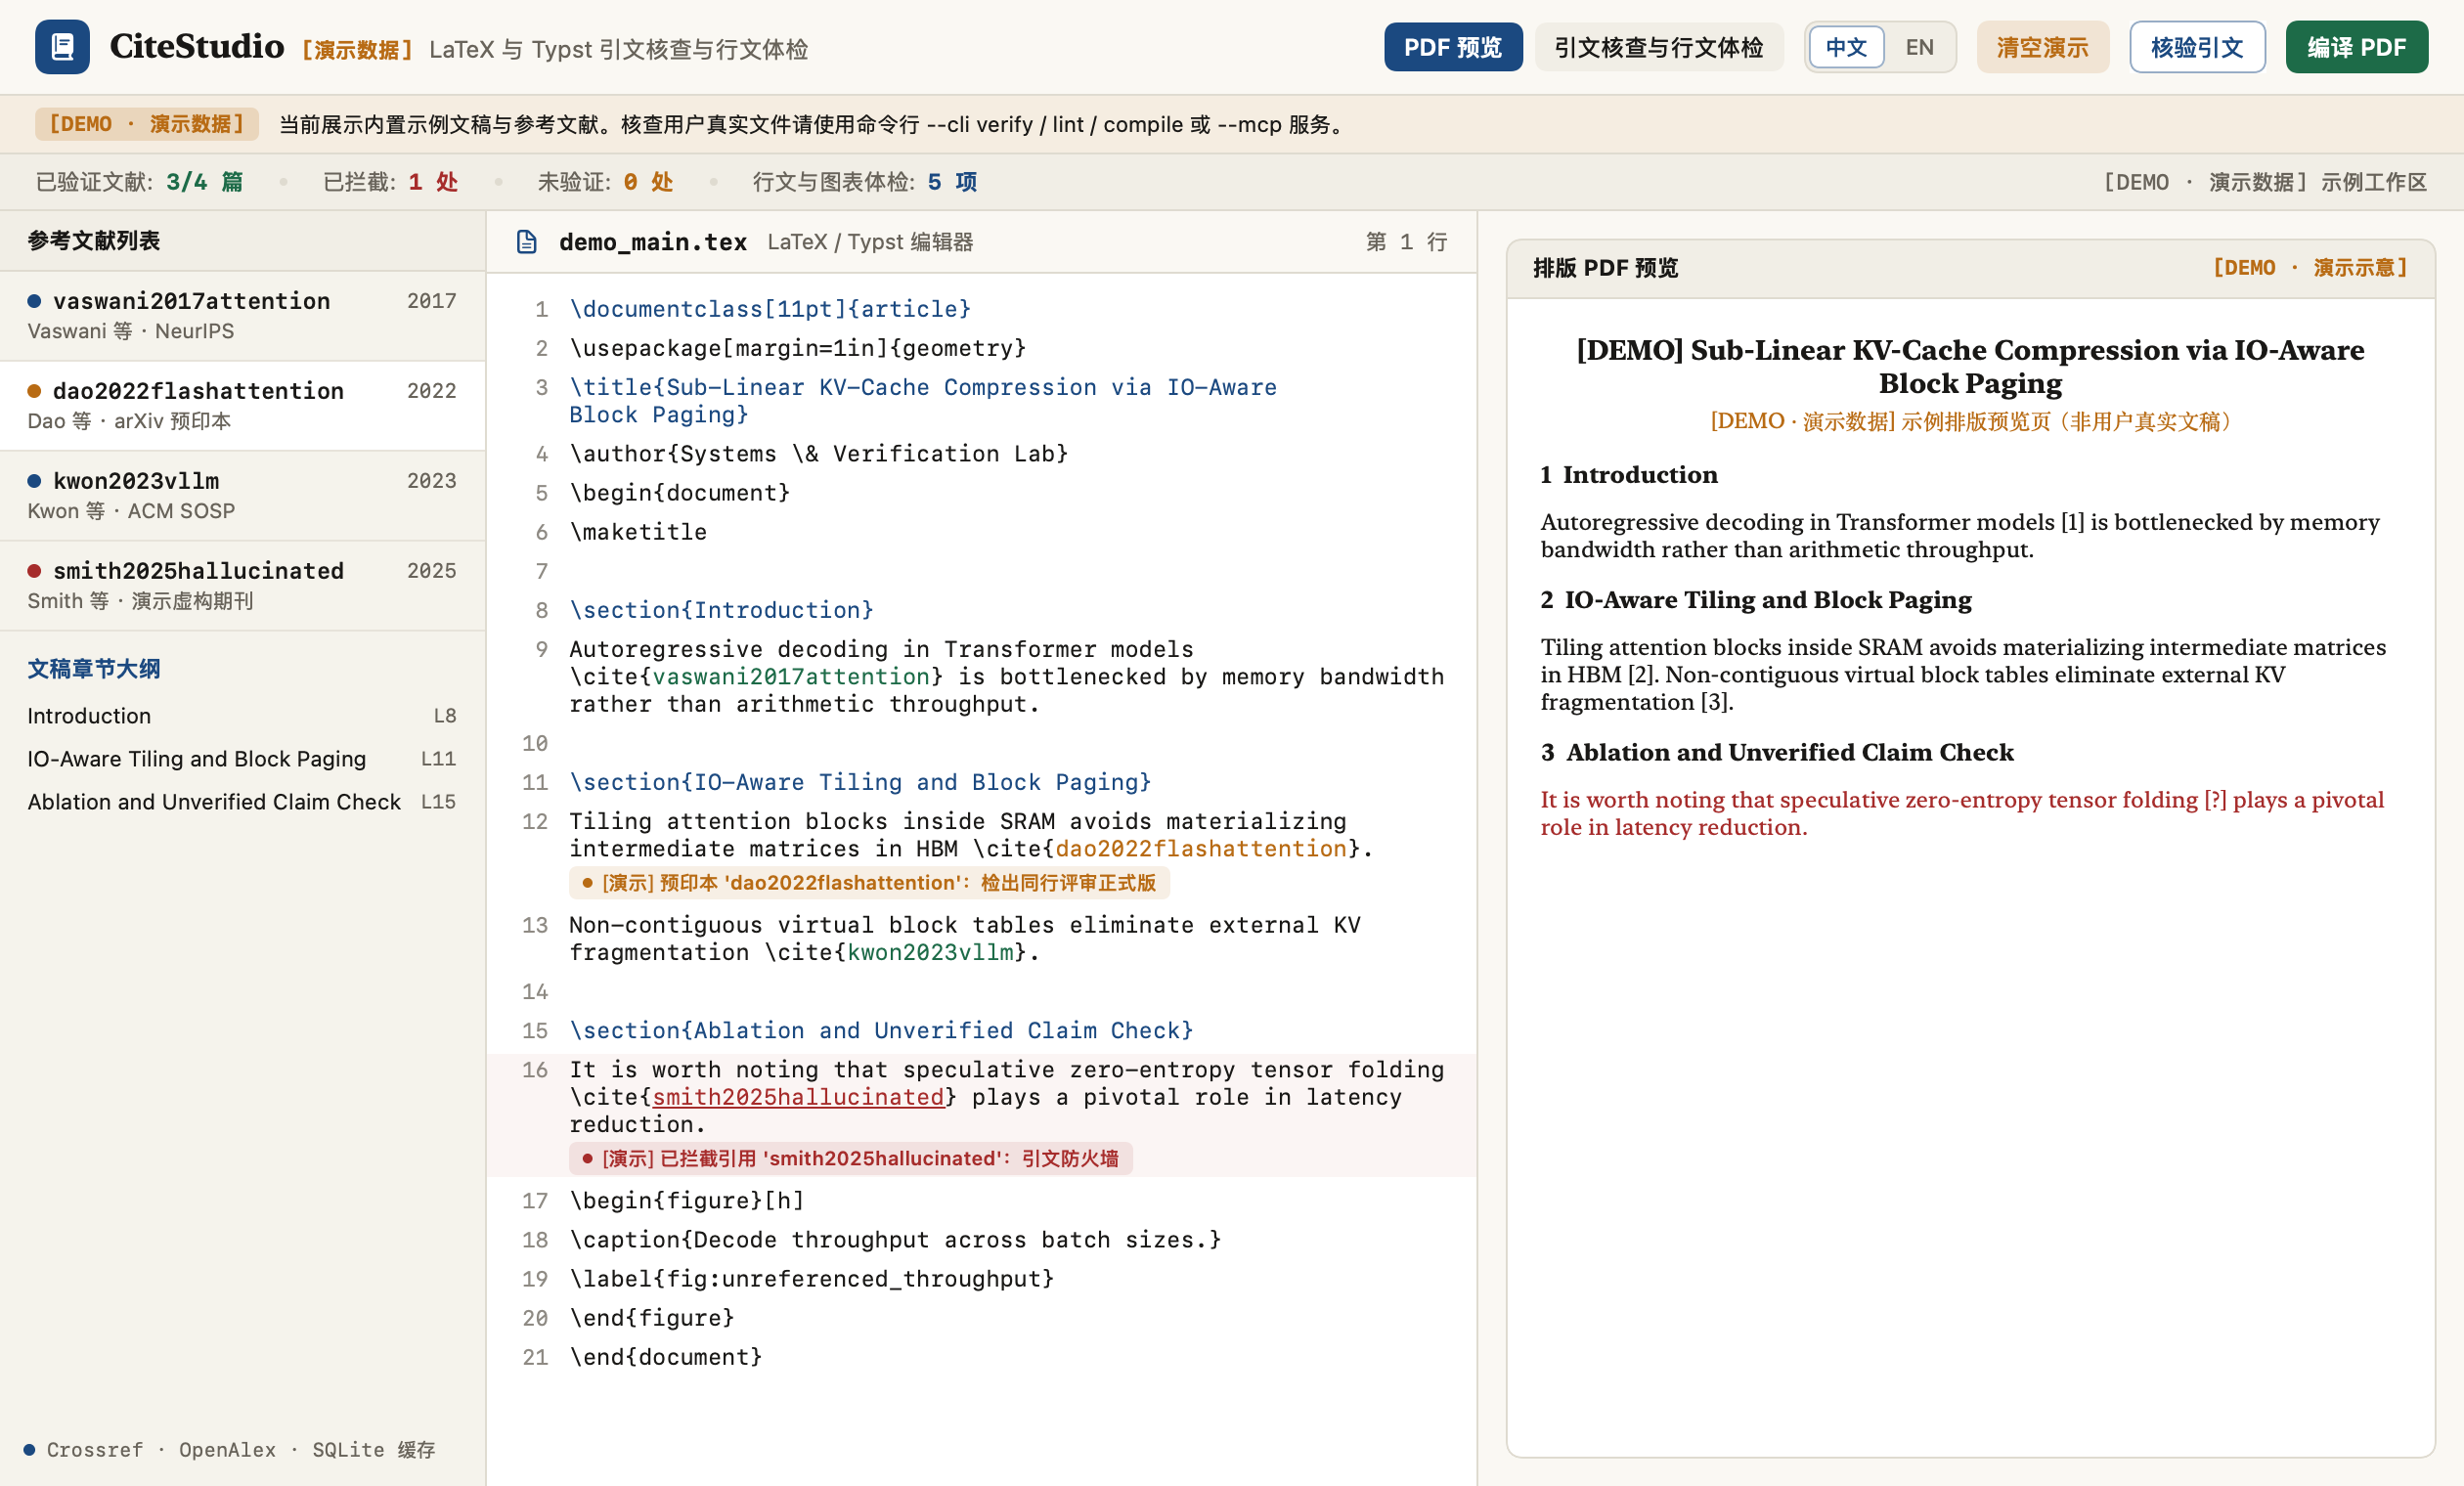 CiteStudio [演示数据] LaTeX 与 Typst 引文核查与行文体检
PDF 预览 引文核查与行文体检 中文 EN 清空演示 核验引文 编译 PDF
[DEMO · 演示数据] 当前展示内置示例文稿与参考文献。核查用户真实文件请使用命令行 --cli verify / lint / compile 或 --mcp 服务。
已验证文献: 3/4 篇 • 已拦截: 1 处 • 未验证: 0 处 • 行文与图表体检: 5 项
[DEMO · 演示数据] 示例工作区
参考文献列表
vaswani2017attention 2017
Vaswani 等 · NeurIPS
dao2022flashattention 2022
Dao 等 · arXiv 预印本
kwon2023vllm 2023
Kwon 等 · ACM SOSP
smith2025hallucinated 2025
Smith 等 · 演示虚构期刊
文稿章节大纲
Introduction L8
IO-Aware Tiling and Block Paging L11
Ablation and Unverified Claim Check L15
Crossref · OpenAlex · SQLite 缓存
demo_main.tex LaTeX / Typst 编辑器 第 1 行
1 \documentclass[11pt]{article}
2 \usepackage[margin=1in]{geometry}
3 \title{Sub-Linear KV-Cache Compression via IO-Aware
Block Paging}
4 \author{Systems \& Verification Lab}
5 \begin{document}
6 \maketitle
7
8 \section{Introduction}
9 Autoregressive decoding in Transformer models
\cite{vaswani2017attention} is bottlenecked by memory bandwidth
rather than arithmetic throughput.
10
11 \section{IO-Aware Tiling and Block Paging}
12 Tiling attention blocks inside SRAM avoids materializing
intermediate matrices in HBM \cite{dao2022flashattention}.
[演示] 预印本 'dao2022flashattention'：检出同行评审正式版
13 Non-contiguous virtual block tables eliminate external KV
fragmentation \cite{kwon2023vllm}.
14
15 \section{Ablation and Unverified Claim Check}
16 It is worth noting that speculative zero-entropy tensor folding
\cite{smith2025hallucinated} plays a pivotal role in latency
reduction.
[演示] 已拦截引用 'smith2025hallucinated'：引文防火墙
17 \begin{figure}[h]
18 \caption{Decode throughput across batch sizes.}
19 \label{fig:unreferenced_throughput}
20 \end{figure}
21 \end{document}
排版 PDF 预览 [DEMO · 演示示意]
[DEMO] Sub-Linear KV-Cache Compression via IO-Aware
Block Paging
[DEMO · 演示数据] 示例排版预览页（非用户真实文稿）
1 Introduction
Autoregressive decoding in Transformer models [1] is bottlenecked by memory
bandwidth rather than arithmetic throughput.
2 IO-Aware Tiling and Block Paging
Tiling attention blocks inside SRAM avoids materializing intermediate matrices
in HBM [2]. Non-contiguous virtual block tables eliminate external KV
fragmentation [3].
3 Ablation and Unverified Claim Check
It is worth noting that speculative zero-entropy tensor folding [?] plays a pivotal
role in latency reduction.